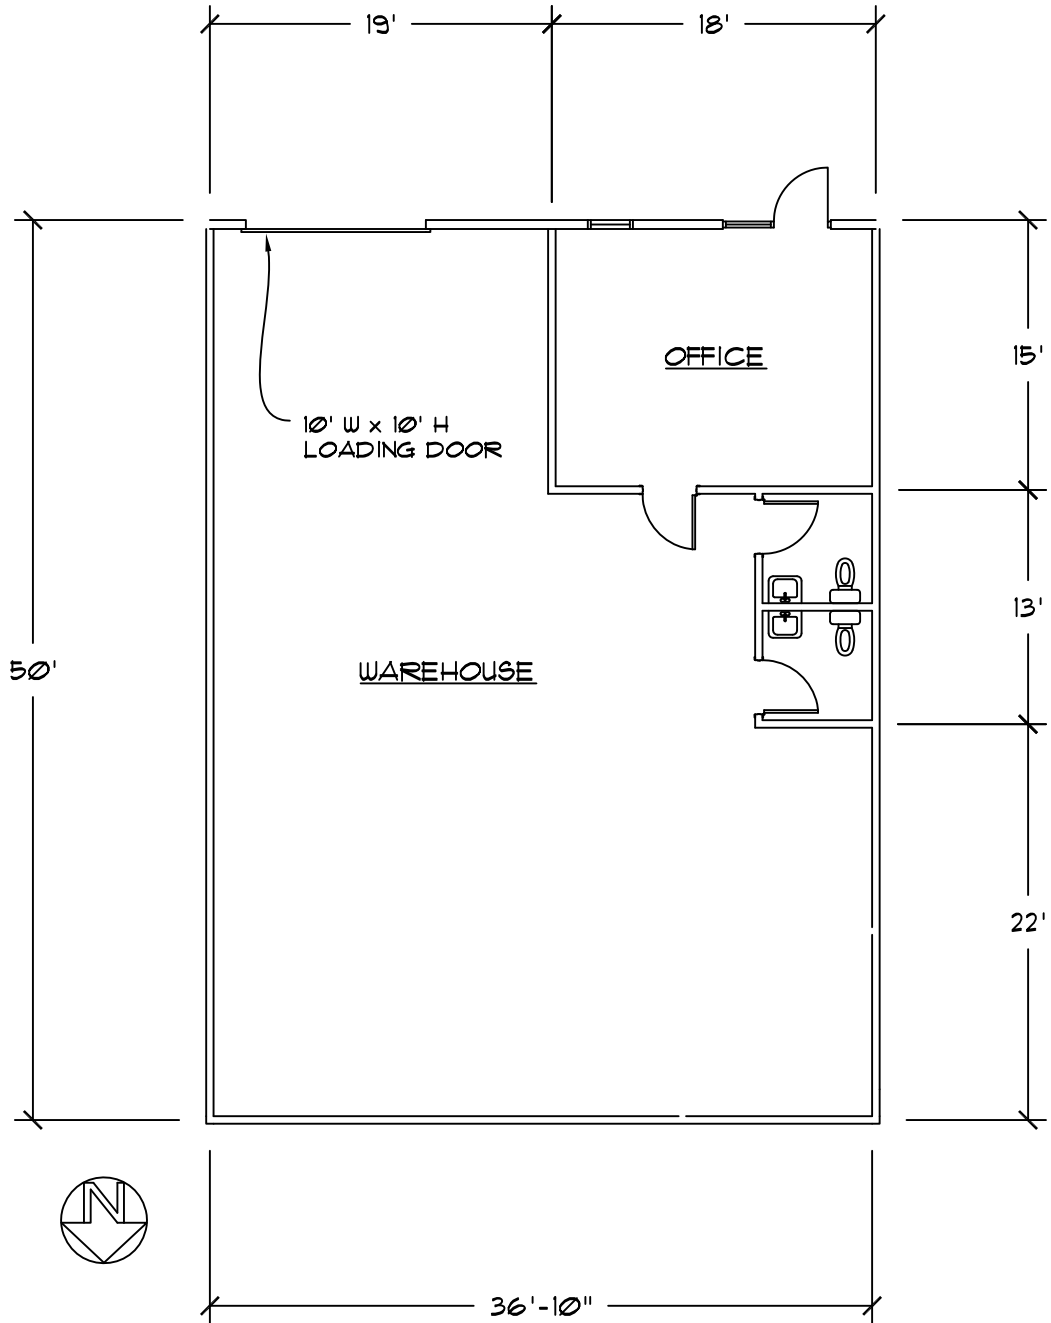 19'
18'
OFFICE
15'
10' W x 10' H
LOADING DOOR
13'
50'
WAREHOUSE
22'
N
36'-10"